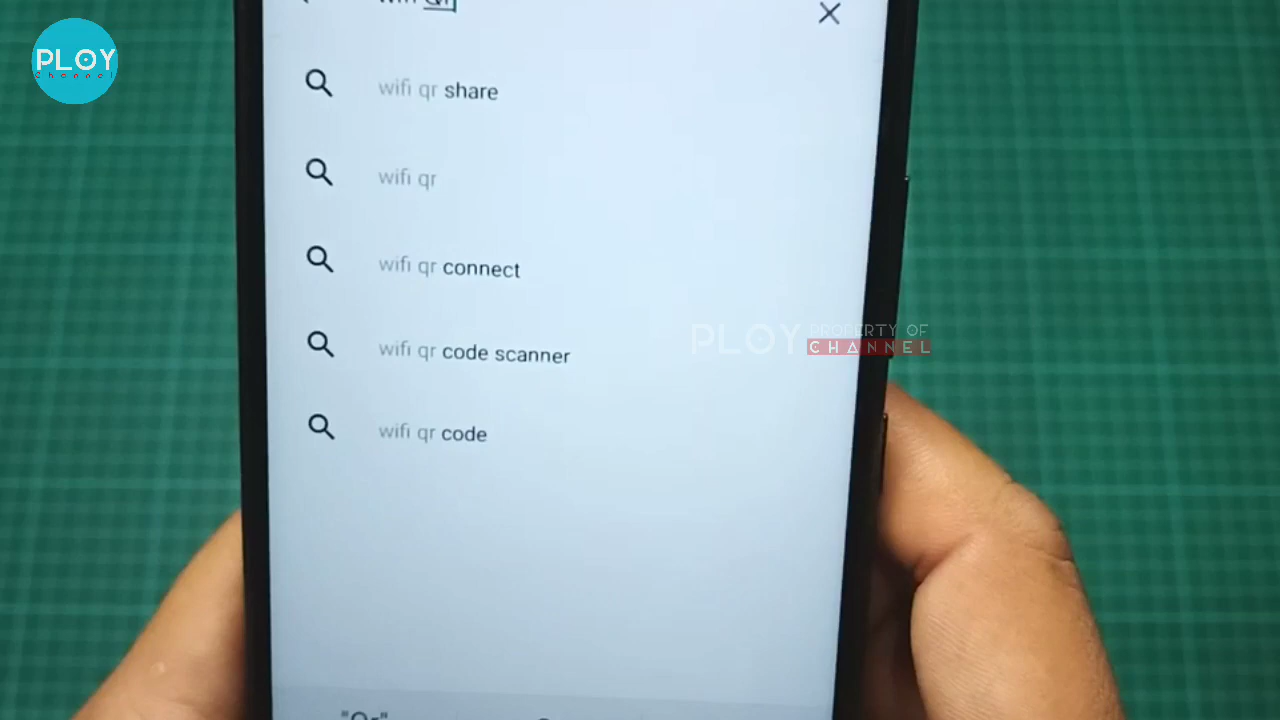 PLOY
Channel
wifi qr share
wifi qr
wifi qr connect
PLOY PROPERTY OF
CHANNEL
wifi qr code scanner
wifi qr code